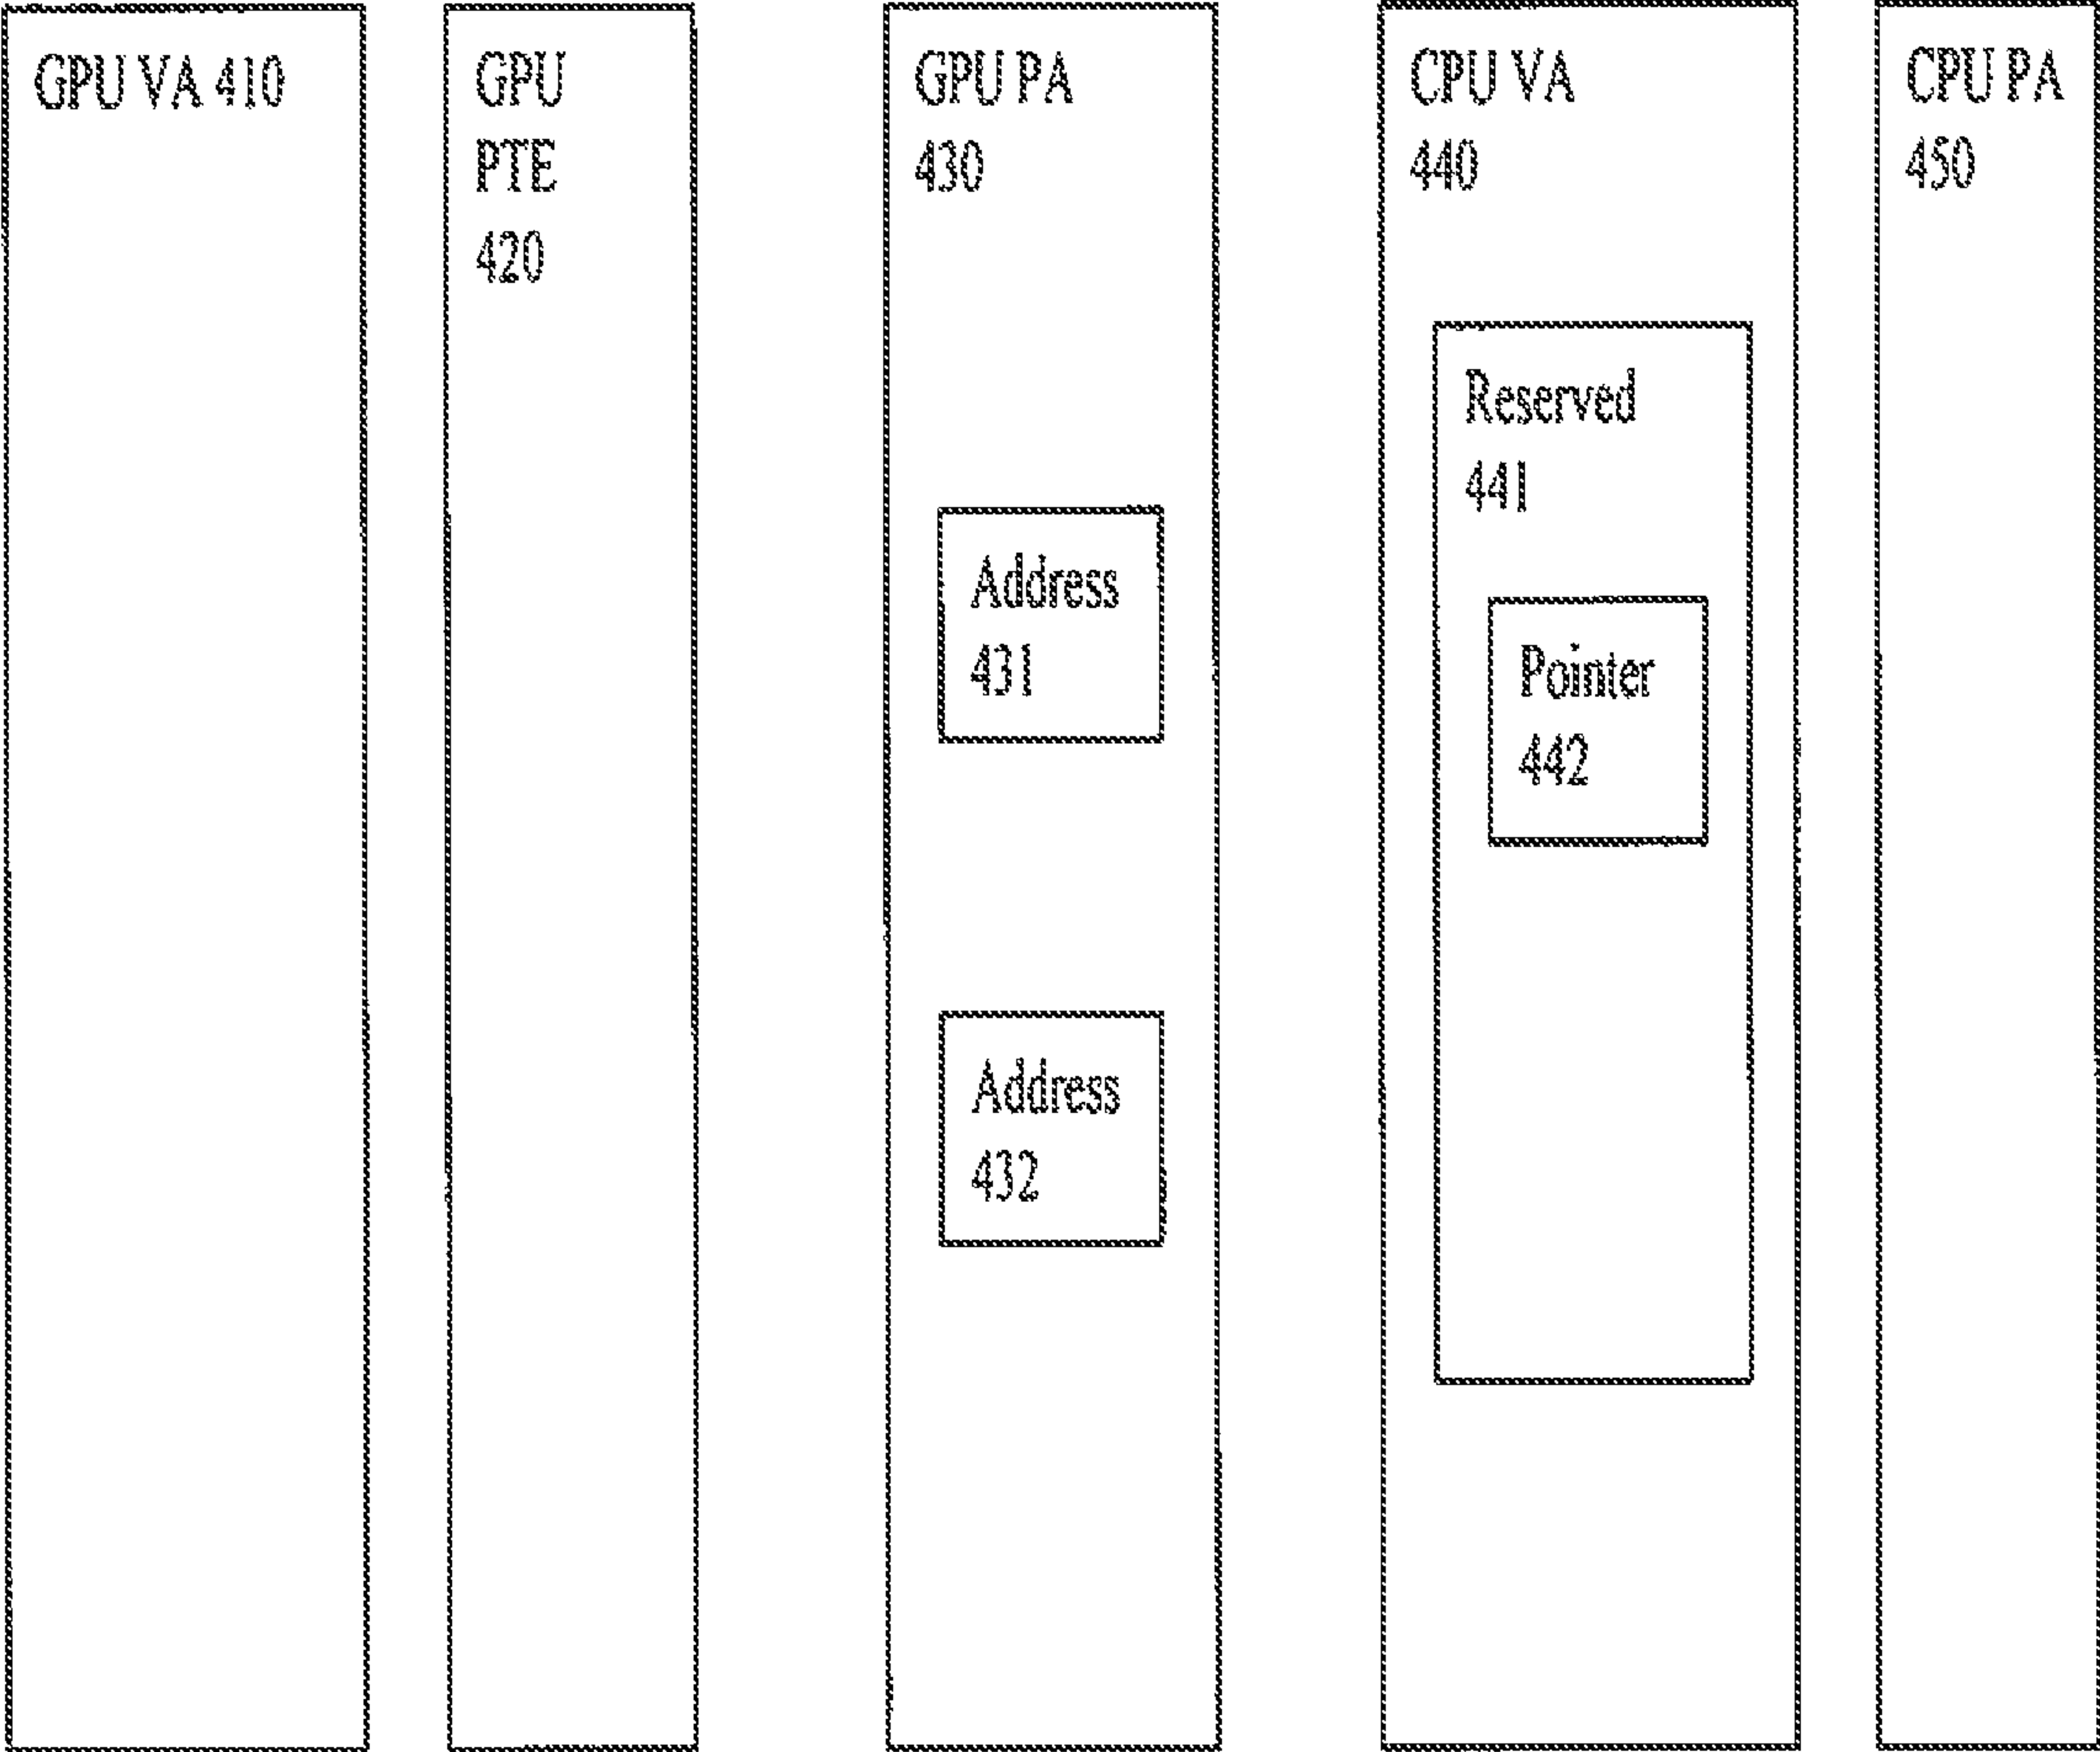 GPU VA 410
GPU
PTE
420
GPU PA
430
Address
431
Address
432
CPU VA
440
Reserved
441
Pointer
442
CPU PA
450